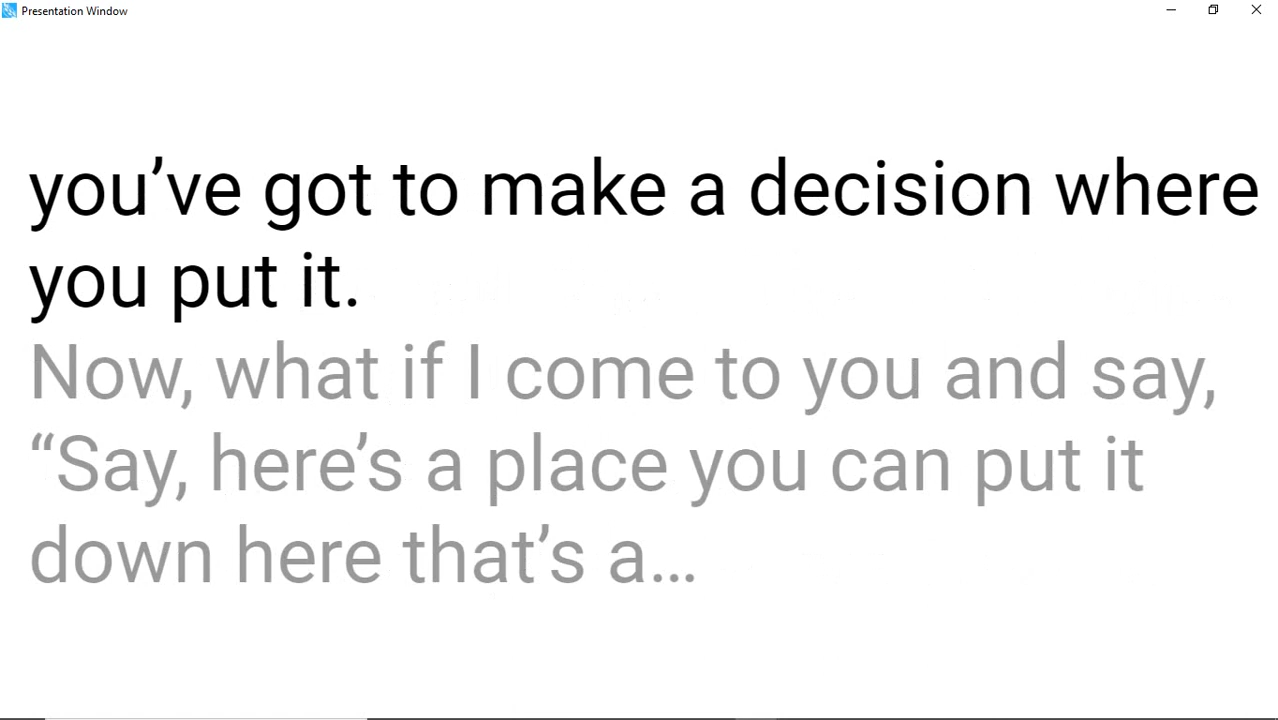 Presentation Window
you’ve got to make a decision where
you put it.
Now, what if I come to you and say,
“Say, here’s a place you can put it
down here that’s a...